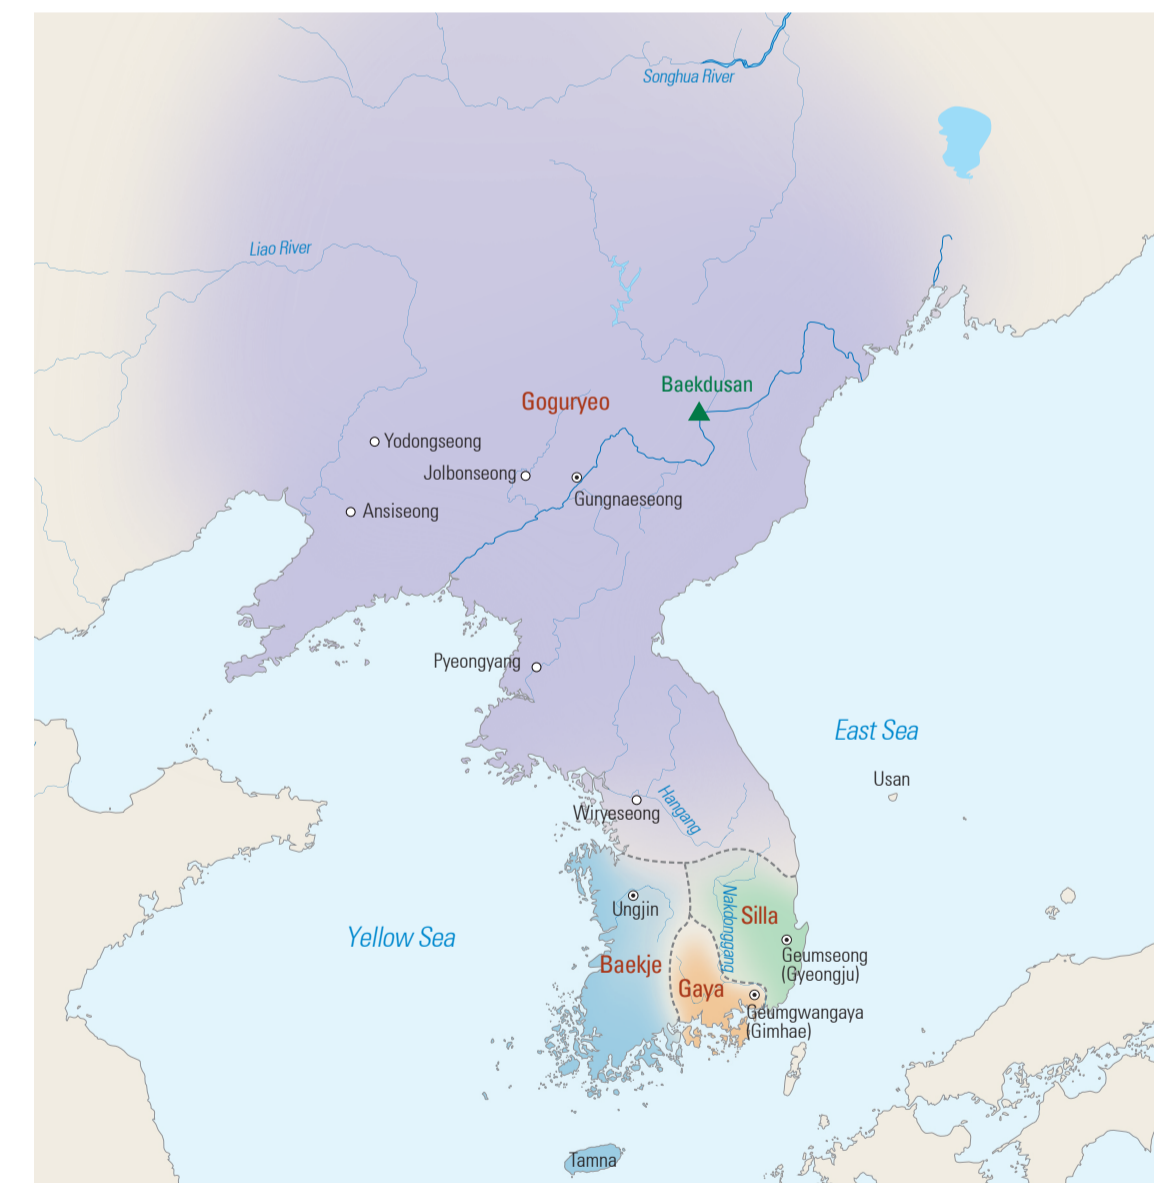 Songhua River
Liao River
Baekdusan
Goguryeo
Yodongseong
Jolbonseong
Gungnaeseong
Ansiseong
Pyeongyang
East Sea
Usan
Wiryeseong
Hangang
Ungjin
Nakdonggang
Silla
Yellow Sea
Geumseong
(Gyeongju)
Baekje
Gaya
Geumgwangaya
(Gimhae)
Tamna